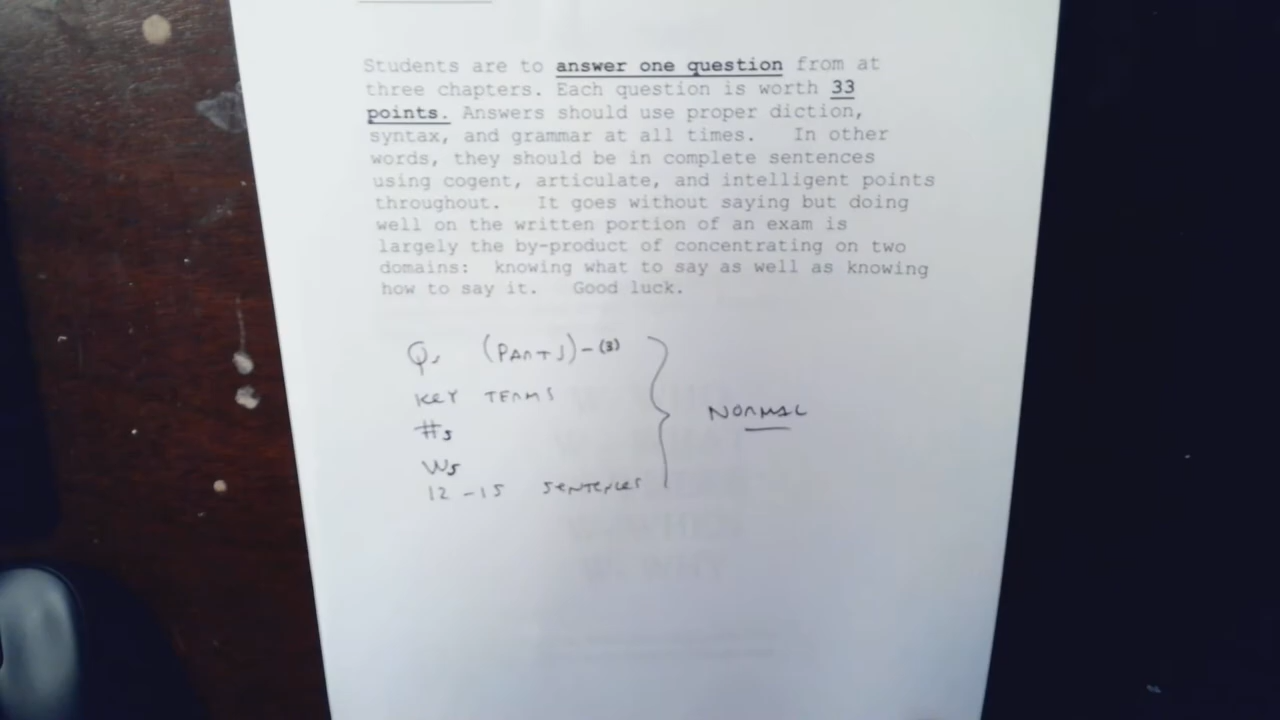 Students are to answer one question from at
three chapters. Each question is worth 33
points. Answers should use proper diction,
syntax, and grammar at all times. In other
words, they should be in complete sentences
using cogent, articulate, and intelligent points
throughout. It goes without saying but doing
well on the written portion of an exam is
largely the by-product of concentrating on two
domains: knowing what to say as well as knowing
how to say it. Good luck.
Q. (PARTS) - (3)
KEY TERMS
#s
NORMAL
Ws
12 - 15 SENTENCES